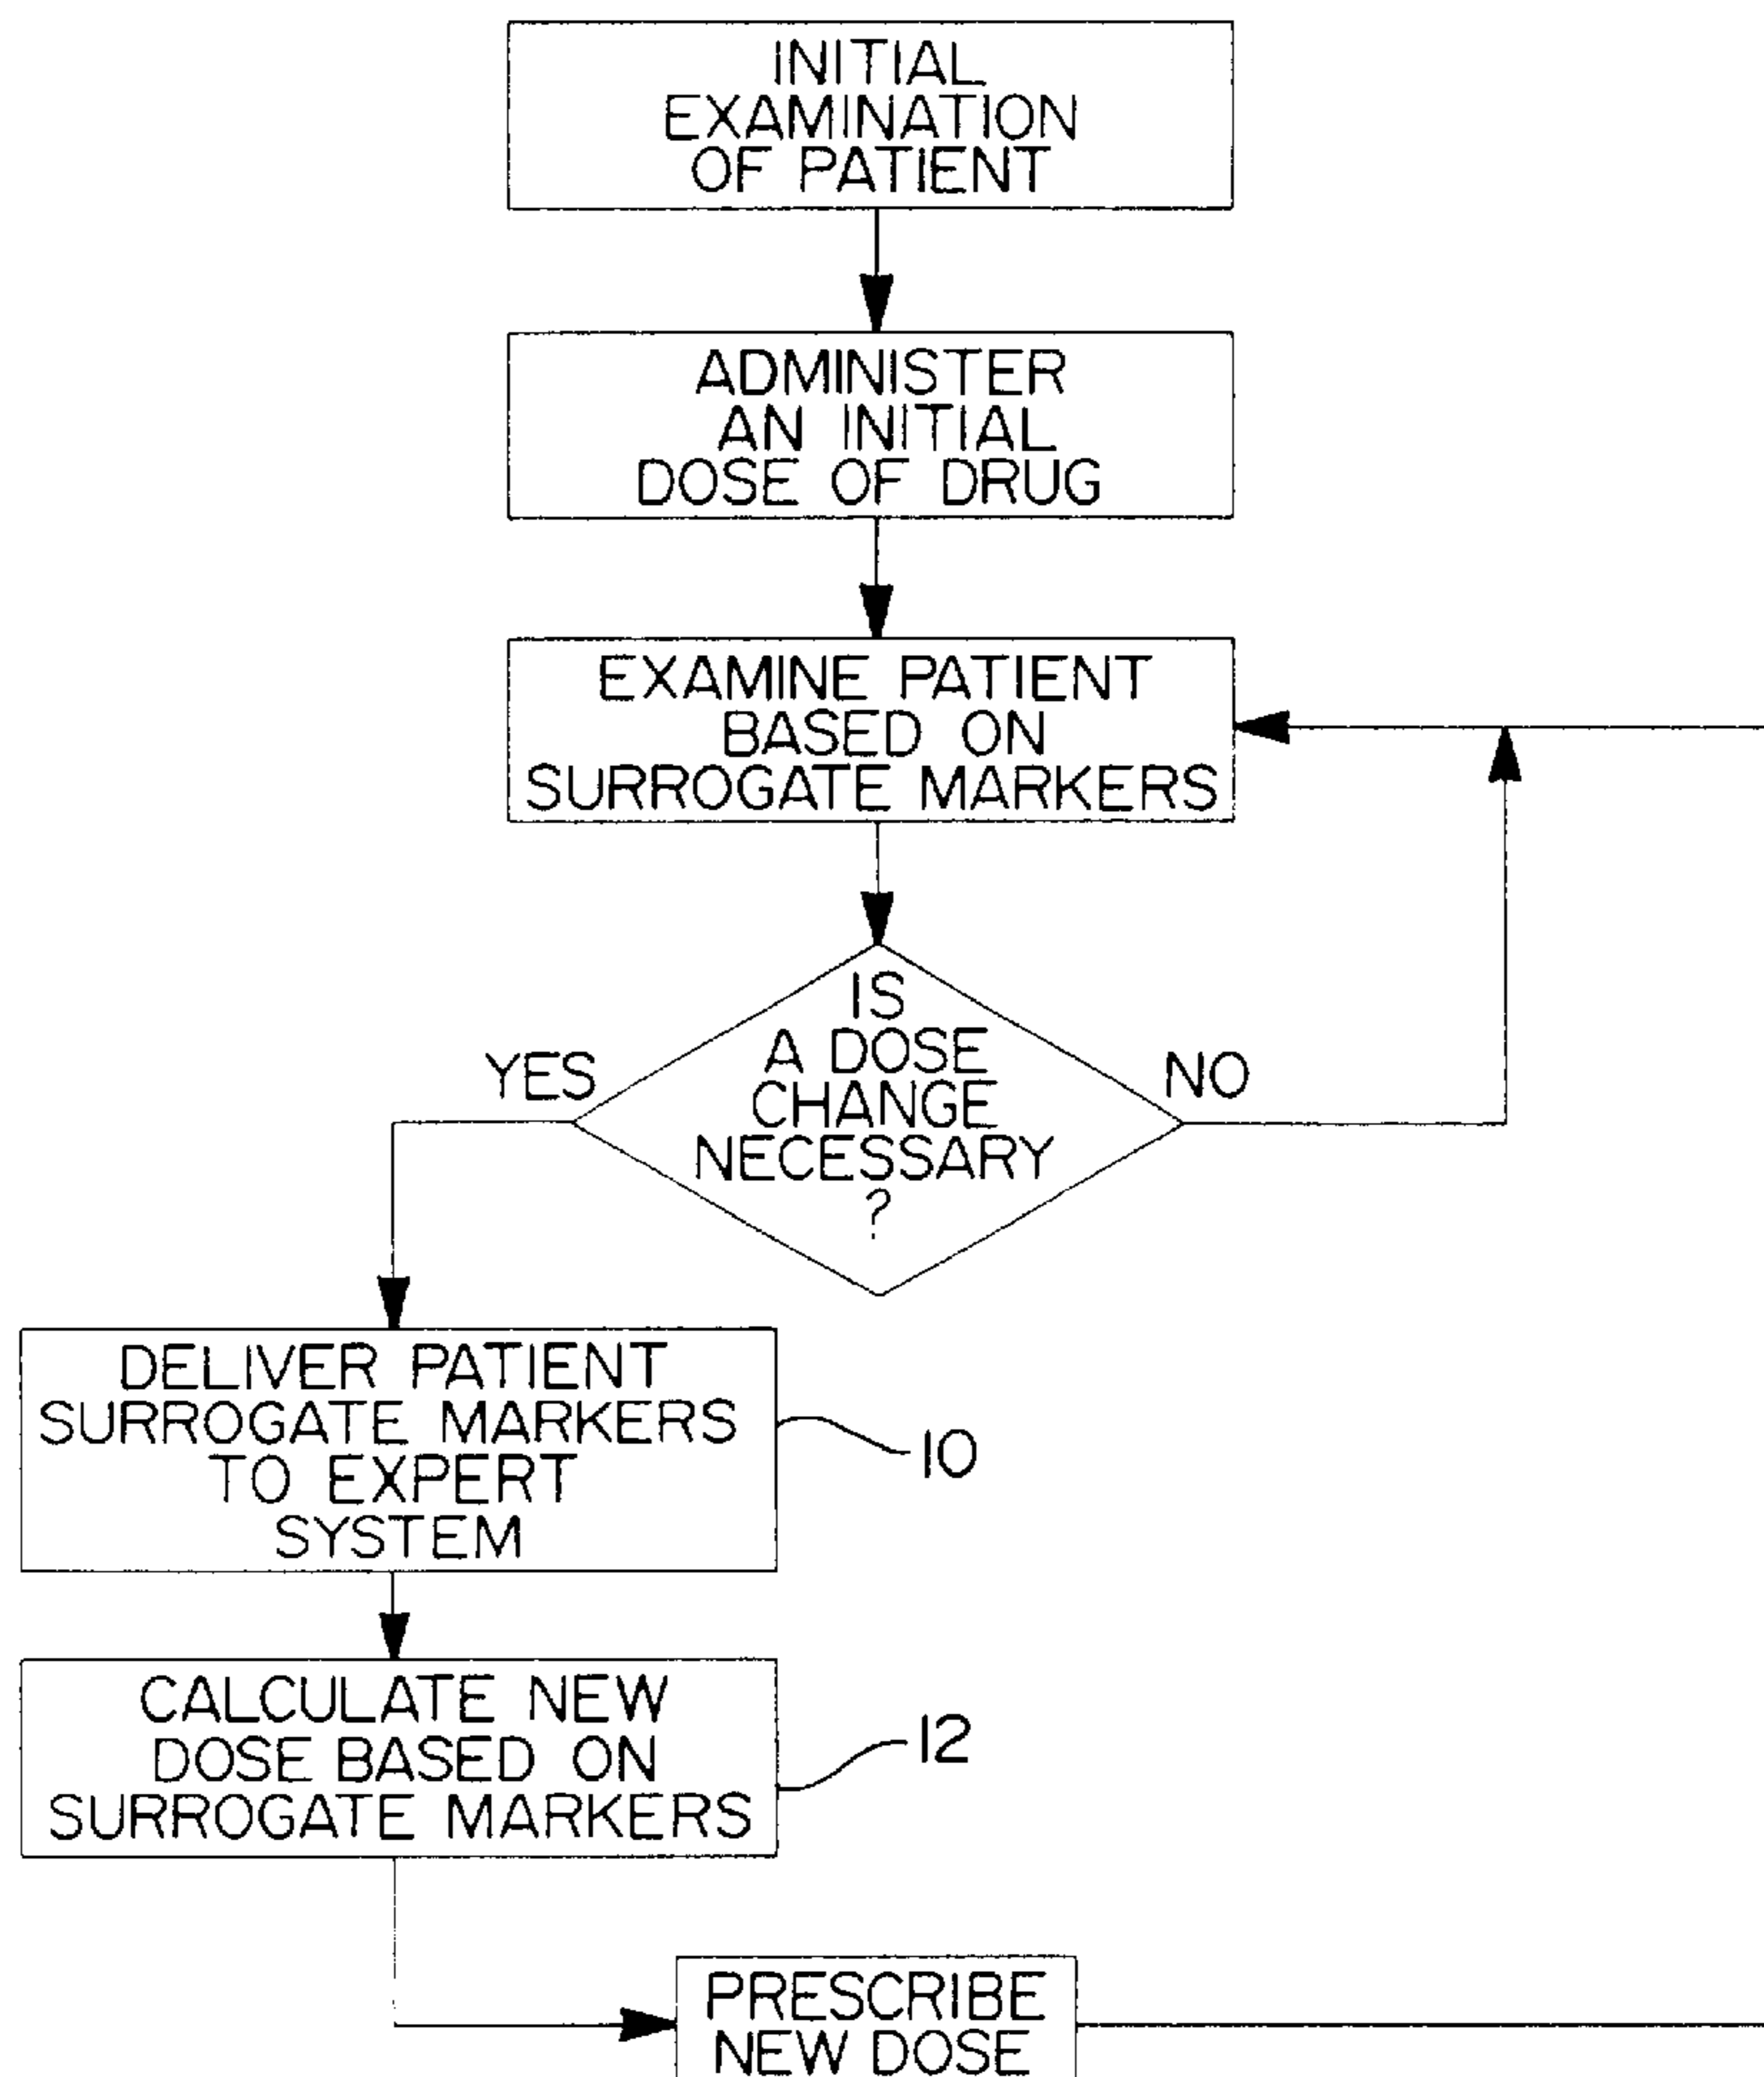 INITIAL
EXAMINATION
OF PATIENT
ADMINISTER
AN INITIAL
DOSE OF DRUG
EXAMINE PATIENT
BASED ON
SURROGATE MARKERS
IS
A DOSE
CHANGE
NECESSARY
?
YES
NO
DELIVER PATIENT
SURROGATE MARKERS
TO EXPERT
SYSTEM
10
CALCULATE NEW
DOSE BASED ON
SURROGATE MARKERS
12
PRESCRIBE
NEW DOSE